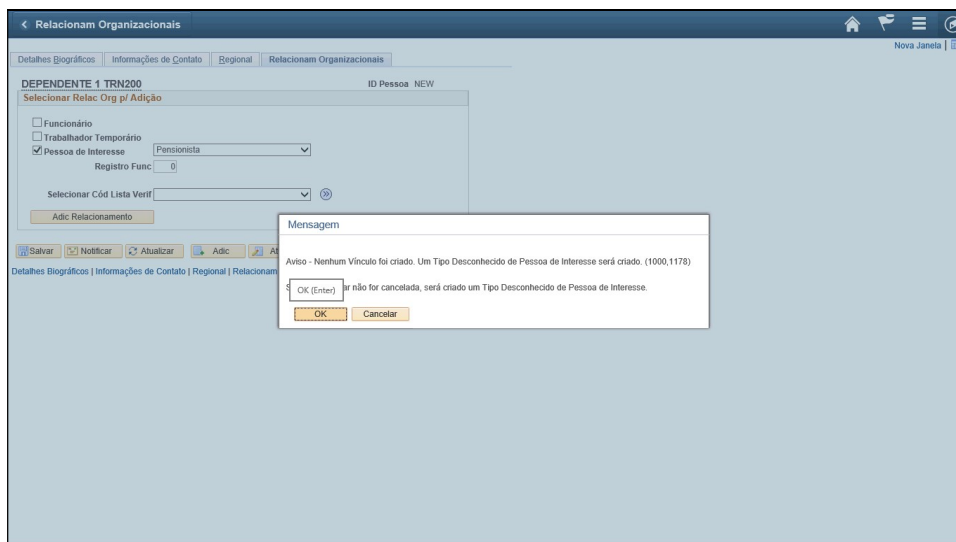 Relacionam Organizacionais
Nova Janela |
Detalhes Biográficos
Informações de Contato
Regional
Relacionam Organizacionais
DEPENDENTE 1 TRN200
ID Pessoa NEW
Selecionar Relac Org p/ Adição
Funcionário
Trabalhador Temporário
Pessoa de Interesse Pensionista
Registro Func 0
Selecionar Cód Lista Verif
Adic Relacionamento
Salvar Notificar Atualizar Adic At
Detalhes Biográficos | Informações de Contato | Regional | Relacionam
Mensagem
Aviso - Nenhum Vínculo foi criado. Um Tipo Desconhecido de Pessoa de Interesse será criado. (1000,1178)
não for cancelada, será criado um Tipo Desconhecido de Pessoa de Interesse.
OK (Enter)
OK Cancelar